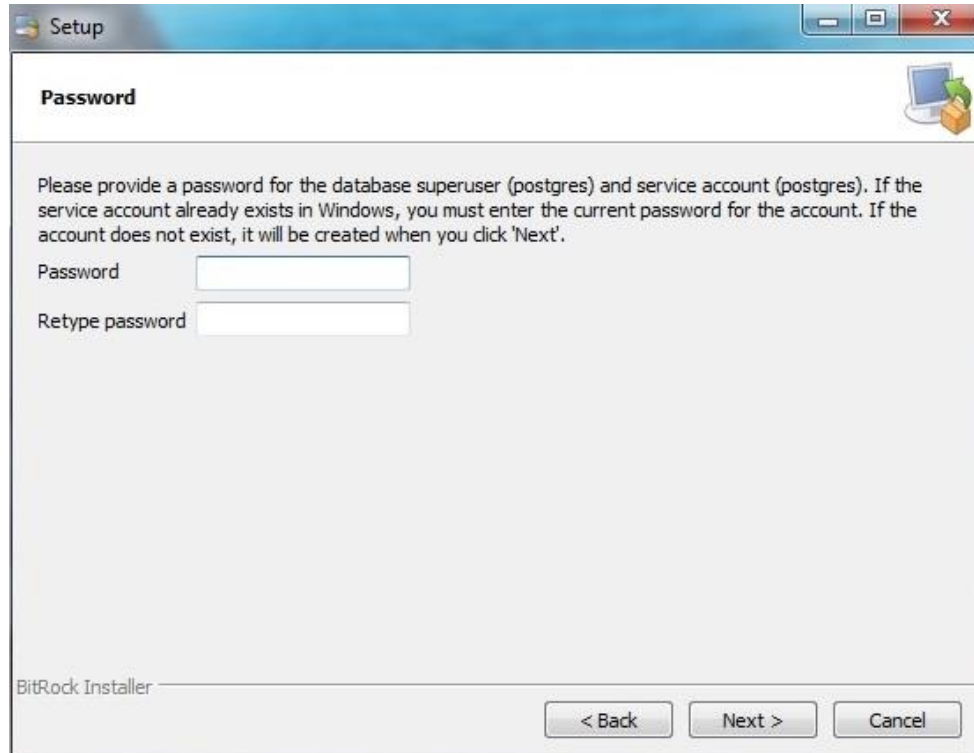 Setup
Password
Please provide a password for the database superuser (postgres) and service account (postgres). If the
service account already exists in Windows, you must enter the current password for the account. If the
account does not exist, it will be created when you click 'Next'.
Password
Retype password
BitRock Installer
< Back Next > Cancel